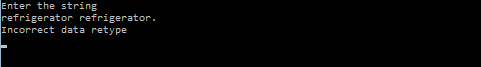 Enter the string
refrigerator refrigerator.
Incorrect data retype